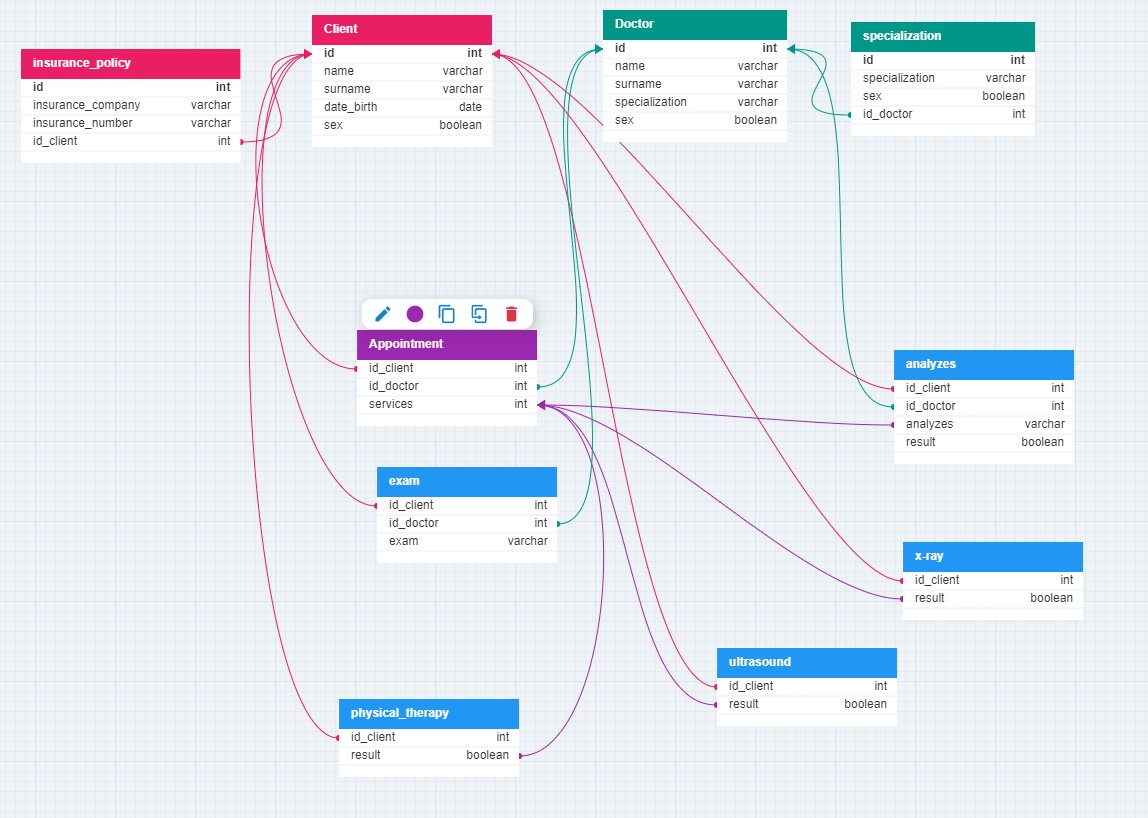 insurance_policy
id int
insurance_company varchar
insurance_number varchar
id_client int
Client
id int
name varchar
surname varchar
date_birth date
sex boolean
Doctor
id int
name varchar
surname varchar
specialization varchar
sex boolean
specialization
id int
specialization varchar
sex boolean
id_doctor int
Appointment
id_client int
id_doctor int
services int
analyzes
id_client int
id_doctor int
analyzes varchar
result boolean
exam
id_client int
id_doctor int
exam varchar
x-ray
id_client int
result boolean
ultrasound
id_client int
result boolean
physical_therapy
id_client int
result boolean